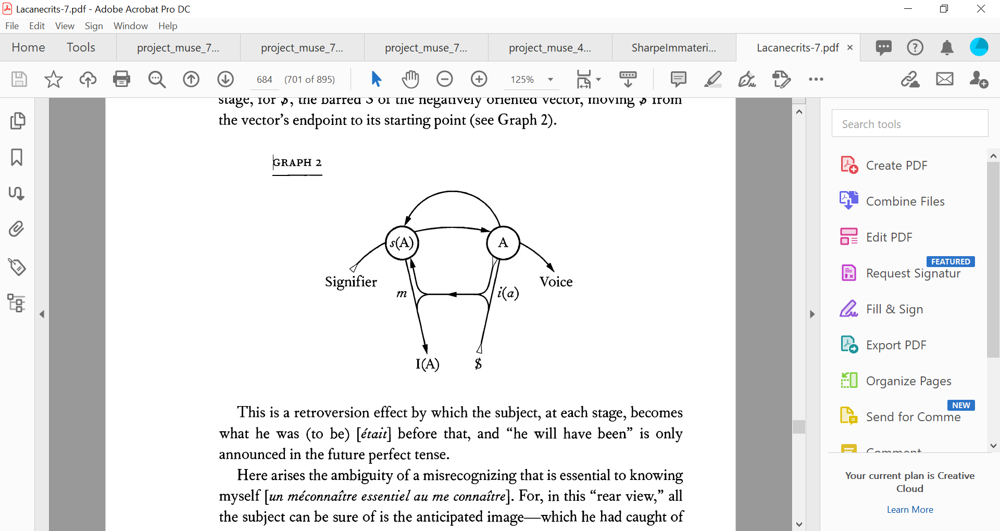 Lacanecrits-7.pdf - Adobe Acrobat Pro DC
File Edit View Sign Window Help
Home Tools project_muse_7... project_muse_7... project_muse_7... project_muse_4... SharpeImmateri... Lacanecrits-7.pdf ×
684 (701 of 895) 125%
stage, for $, the barred S of the negatively oriented vector, moving $ from
the vector's endpoint to its starting point (see Graph 2).
GRAPH 2
s(A) A
Signifier Voice
m i(a)
I(A) $
This is a retroversion effect by which the subject, at each stage, becomes
what he was (to be) [était] before that, and “he will have been” is only
announced in the future perfect tense.
Here arises the ambiguity of a misrecognizing that is essential to knowing
myself [un méconnaître essentiel au me connaître]. For, in this “rear view,” all
the subject can be sure of is the anticipated image—which he had caught of
Search tools
Create PDF
Combine Files
Edit PDF
FEATURED
Request Signatur
Fill & Sign
Export PDF
Organize Pages
NEW
Send for Comme
Comment
Your current plan is Creative
Cloud
Learn More